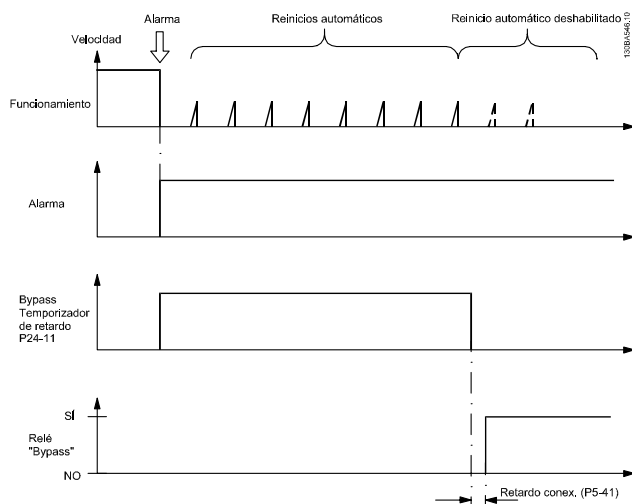 Alarma
Reinicios automáticos
Reinicio automático deshabilitado
130BA546.10
Velocidad
Funcionamiento
Alarma
Bypass
Temporizador
de retardo
P24-11
SÍ
Relé
"Bypass"
NO
Retardo conex. (P5-41)